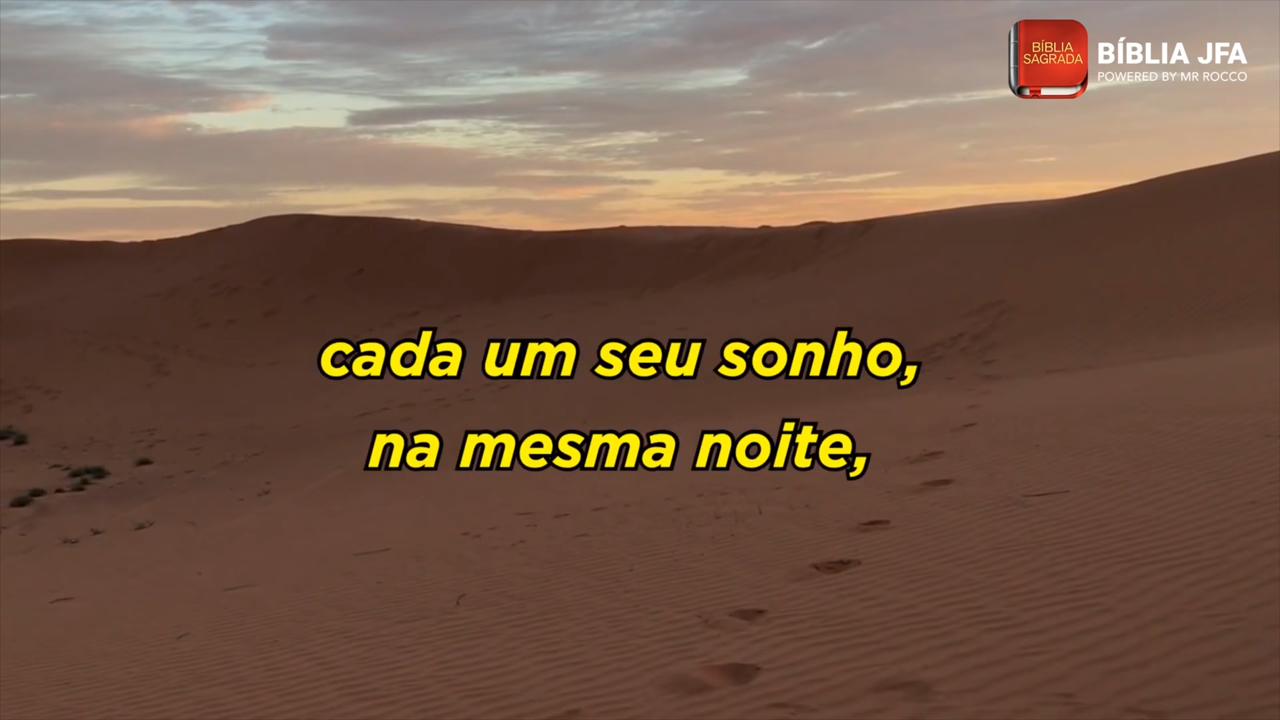 BÍBLIA
SAGRADA
BÍBLIA JFA
POWERED BY MR ROCCO
cada um seu sonho,
na mesma noite,